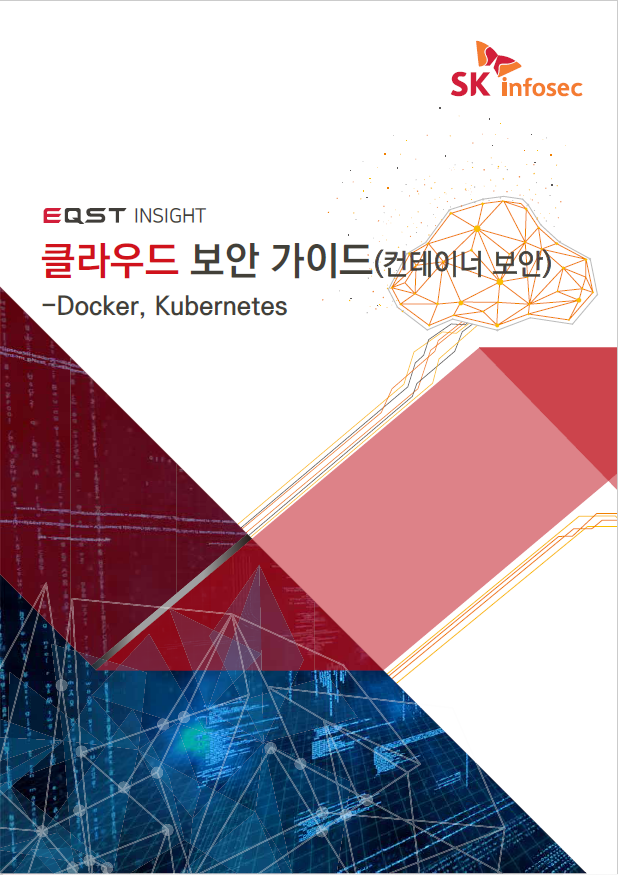 SK infosec
EQST INSIGHT
클라우드 보안 가이드(컨테이너 보안)
-Docker, Kubernetes